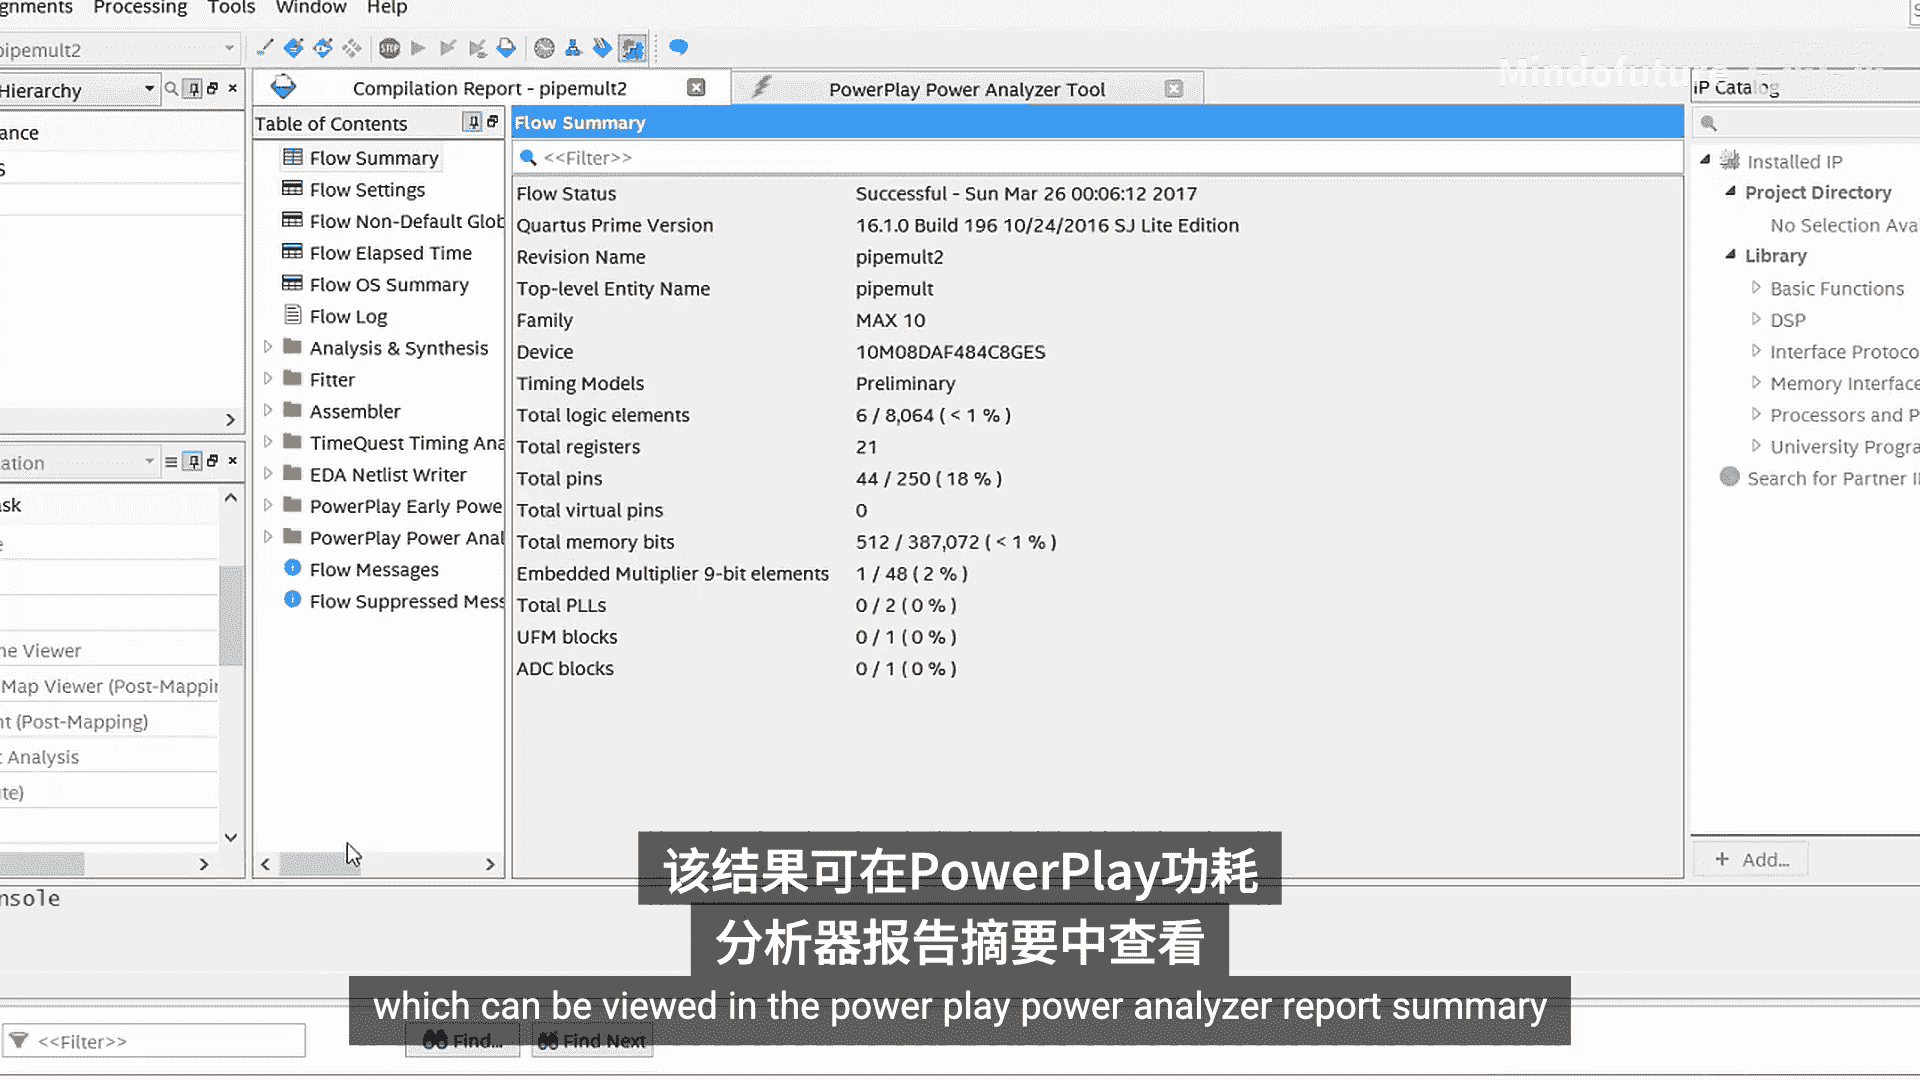 gnments Processing Tools Window Help
pipemult2
Hierarchy
ance
S
Compilation Report - pipemult2
PowerPlay Power Analyzer Tool
Mindofuture
Table of Contents
Flow Summary
Flow Settings
Flow Non-Default Glob
Flow Elapsed Time
Flow OS Summary
Flow Log
Analysis & Synthesis
Fitter
Assembler
TimeQuest Timing Ana
EDA Netlist Writer
PowerPlay Early Powe
PowerPlay Power Anal
Flow Messages
Flow Suppressed Mess
Flow Summary
<<Filter>>
Flow Status Successful - Sun Mar 26 00:06:12 2017
Quartus Prime Version 16.1.0 Build 196 10/24/2016 SJ Lite Edition
Revision Name pipemult2
Top-level Entity Name pipemult
Family MAX 10
Device 10M08DAF484C8GES
Timing Models Preliminary
Total logic elements 6 / 8,064 ( < 1 % )
Total registers 21
Total pins 44 / 250 ( 18 % )
Total virtual pins 0
Total memory bits 512 / 387,072 ( < 1 % )
Embedded Multiplier 9-bit elements 1 / 48 ( 2 % )
Total PLLs 0 / 2 ( 0 % )
UFM blocks 0 / 1 ( 0 % )
ADC blocks 0 / 1 ( 0 % )
IP Catalog
Installed IP
Project Directory
No Selection Ava
Library
Basic Functions
DSP
Interface Protoco
Memory Interface
Processors and P
University Progra
Search for Partner I
+ Add...
ation
ask
e
ne Viewer
Map Viewer (Post-Mappin
nt (Post-Mapping)
t Analysis
ute)
nsole
该结果可在PowerPlay功耗
分析器报告摘要中查看
which can be viewed in the power play power analyzer report summary
<<Filter>>
Find...
Find Next